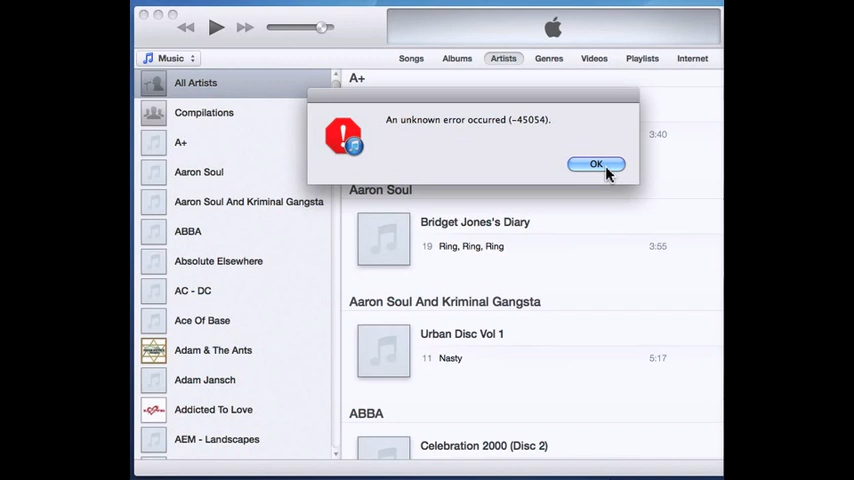 Music
Songs
Albums
Artists
Genres
Videos
Playlists
Internet
All Artists
Compilations
A+
Aaron Soul
Aaron Soul And Kriminal Gangsta
ABBA
Absolute Elsewhere
AC - DC
Ace Of Base
Adam & The Ants
Adam Jansch
Addicted To Love
AEM - Landscapes
A+
An unknown error occurred (-45054).
OK
3:40
Aaron Soul
Bridget Jones's Diary
19 Ring, Ring, Ring 3:55
Aaron Soul And Kriminal Gangsta
Urban Disc Vol 1
11 Nasty 5:17
ABBA
Celebration 2000 (Disc 2)